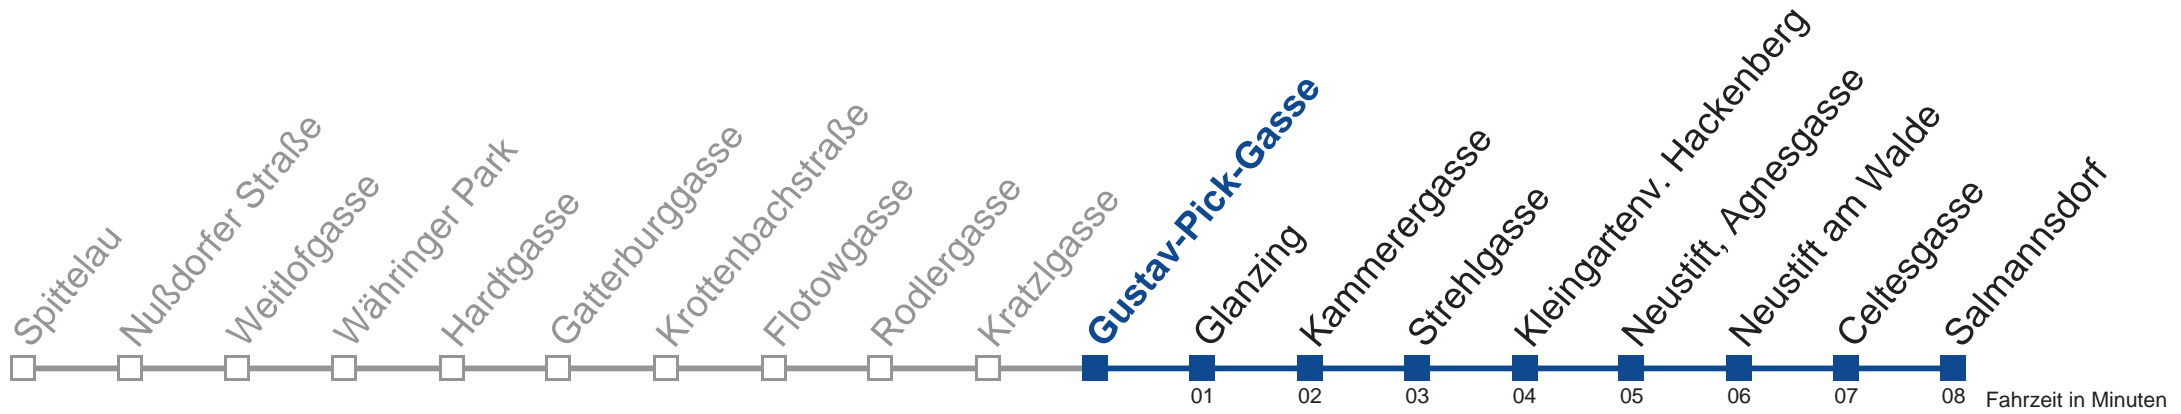 Spittelau
Nußdorfer Straße
Weitlofgasse
Währinger Park
Hardtgasse
Gatterburggasse
Krottenbachstraße
Flotowgasse
Rodlergasse
Kratzlgasse
Gustav-Pick-Gasse
Glanzing
Kammerergasse
Strehlgasse
Kleingartenv. Hackenberg
Neustift, Agnesgasse
Neustift am Walde
Celtesgasse
Salmannsdorf
01 02 03 04 05 06 07 08 Fahrzeit in Minuten